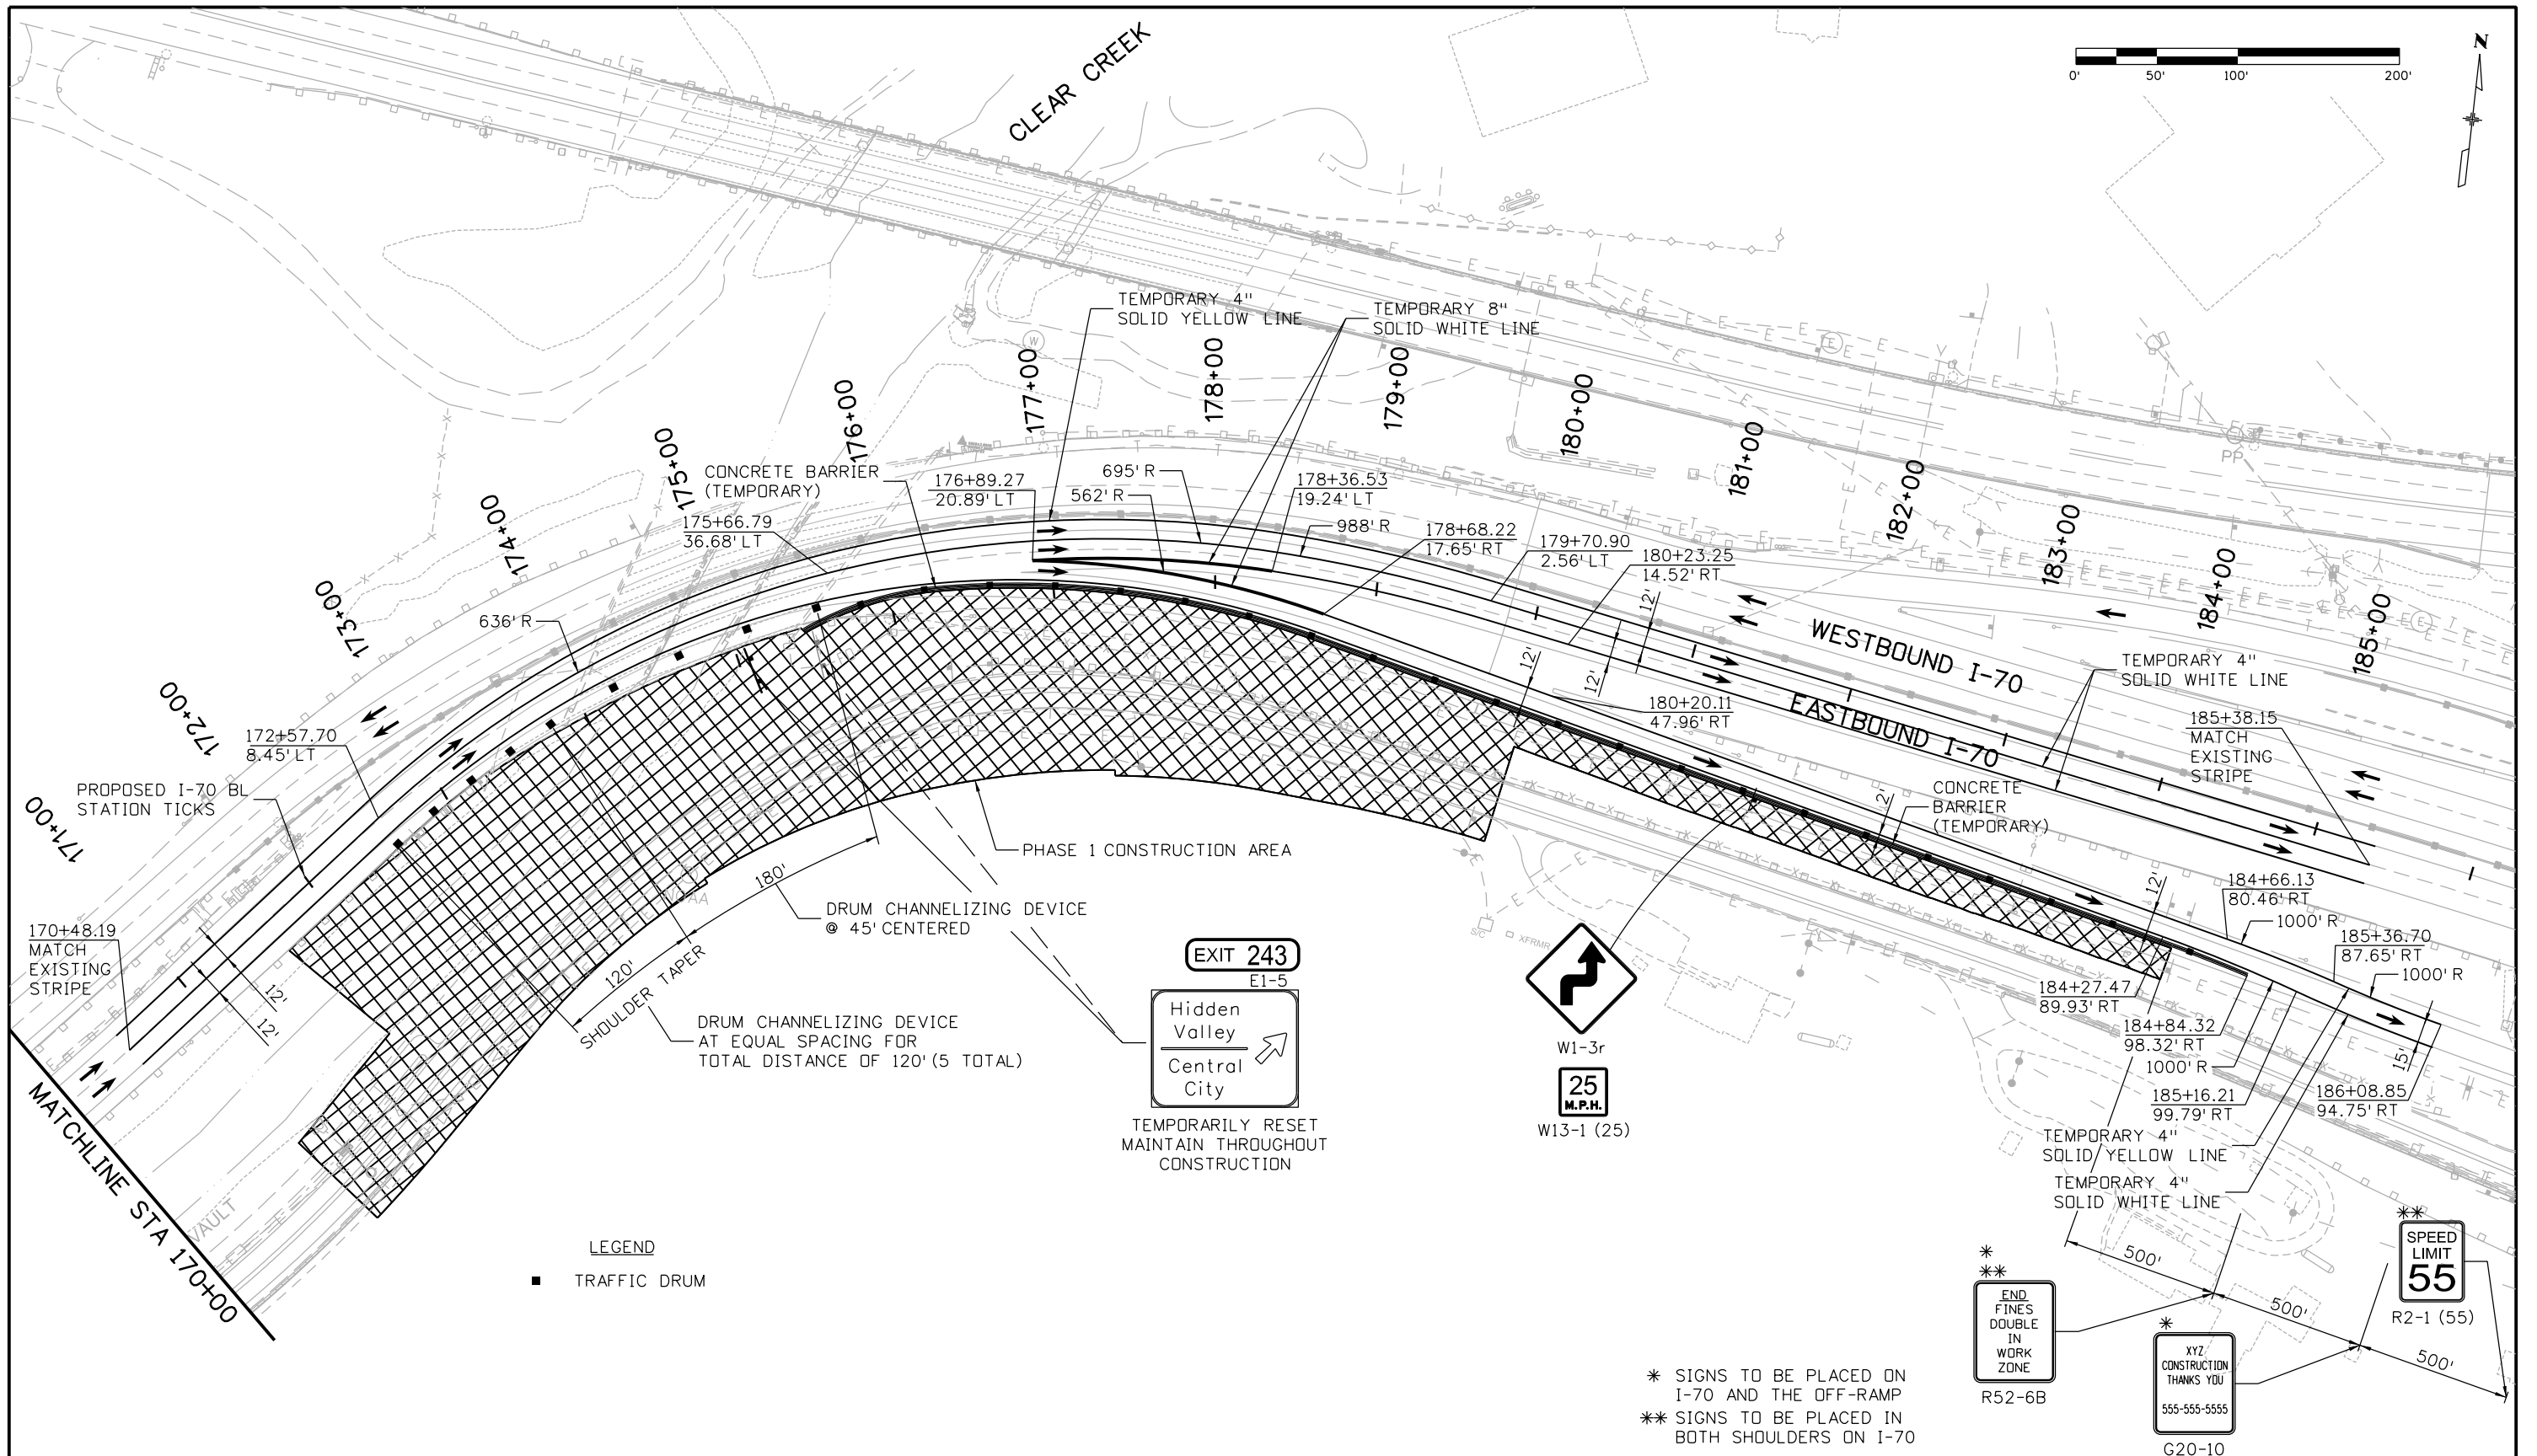 CLEAR CREEK
0' 50' 100' 200'
N
TEMPORARY 4"
SOLID YELLOW LINE
TEMPORARY 8"
SOLID WHITE LINE
W
E
171+00
172+00
173+00
174+00
175+00
176+00
177+00
178+00
179+00
180+00
181+00
182+00
183+00
184+00
185+00
CONCRETE BARRIER
(TEMPORARY)
176+89.27
20.89' LT
695' R
562' R
178+36.53
19.24' LT
988' R
178+68.22
17.65' RT
179+70.90
2.56' LT
180+23.25
14.52' RT
175+66.79
36.68' LT
636' R
172+57.70
8.45' LT
PROPOSED I-70 BL
STATION TICKS
170+48.19
MATCH
EXISTING
STRIPE
12'
12'
12'
12'
12'
180+20.11
47.96' RT
WESTBOUND I-70
EASTBOUND I-70
PP
TEMPORARY 4"
SOLID WHITE LINE
185+38.15
MATCH
EXISTING
STRIPE
CONCRETE
BARRIER
(TEMPORARY)
2'
12'
184+66.13
80.46' RT
1000' R
185+36.70
87.65' RT
1000' R
184+27.47
89.93' RT
184+84.32
98.32' RT
1000' R
185+16.21
99.79' RT
186+08.85
94.75' RT
15'
TEMPORARY 4"
SOLID YELLOW LINE
TEMPORARY 4"
SOLID WHITE LINE
PHASE 1 CONSTRUCTION AREA
180'
DRUM CHANNELIZING DEVICE
@ 45' CENTERED
120'
SHOULDER TAPER
DRUM CHANNELIZING DEVICE
AT EQUAL SPACING FOR
TOTAL DISTANCE OF 120' (5 TOTAL)
EXIT 243
E1-5
Hidden
Valley
Central
City
TEMPORARILY RESET
MAINTAIN THROUGHOUT
CONSTRUCTION
S/C
XFRMR
W1-3r
25
M.P.H.
W13-1 (25)
MATCHLINE STA 170+00
VAULT
LEGEND
TRAFFIC DRUM
500'
500'
500'
*
**
END
FINES
DOUBLE
IN
WORK
ZONE
R52-6B
*
XYZ
CONSTRUCTION
THANKS YOU
555-555-5555
G20-10
**
SPEED
LIMIT
55
R2-1 (55)
* SIGNS TO BE PLACED ON
I-70 AND THE OFF-RAMP
** SIGNS TO BE PLACED IN
BOTH SHOULDERS ON I-70